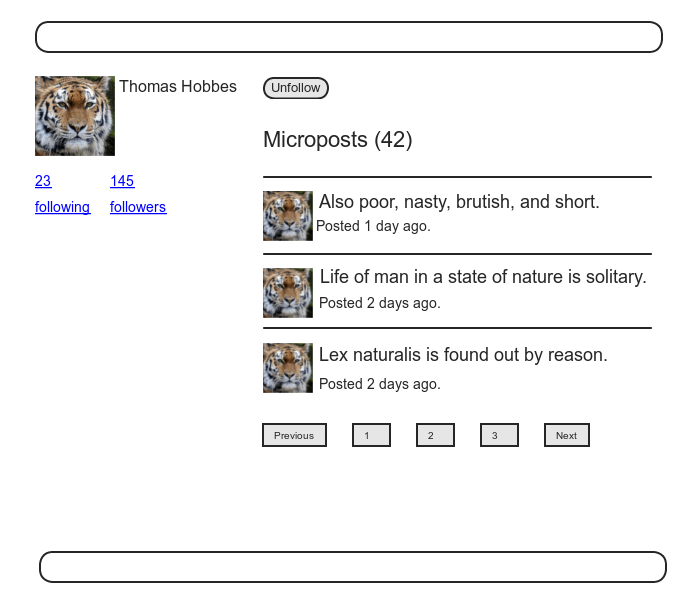 Thomas Hobbes
Unfollow
23
145
following
followers
Microposts (42)
Also poor, nasty, brutish, and short.
Posted 1 day ago.
Life of man in a state of nature is solitary.
Posted 2 days ago.
Lex naturalis is found out by reason.
Posted 2 days ago.
Previous 1 2 3 Next